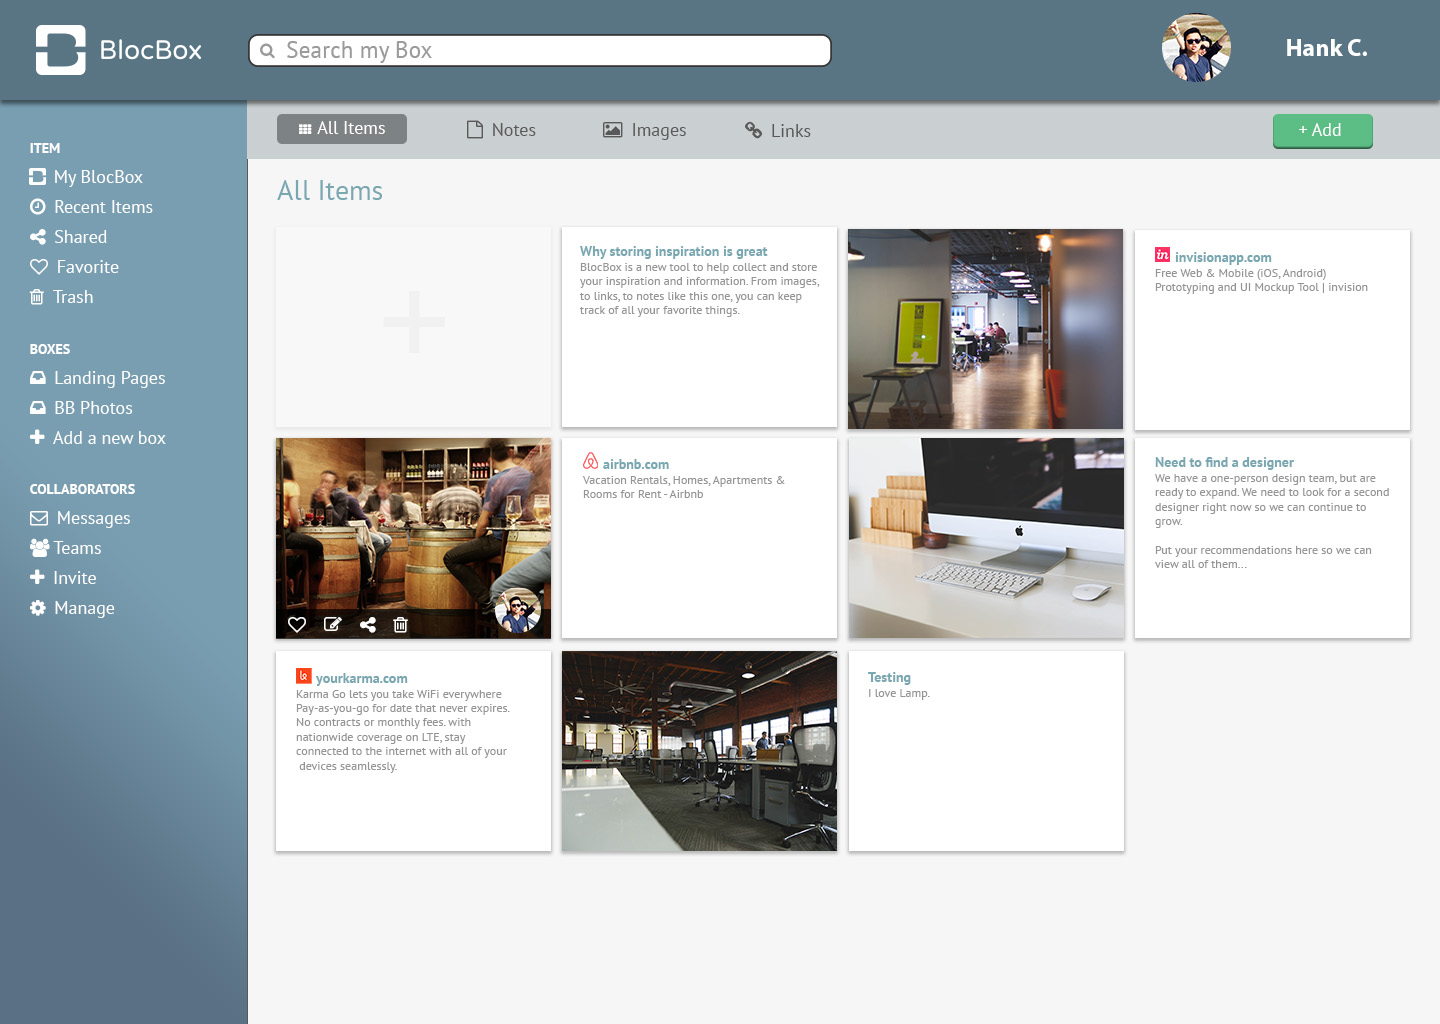 BlocBox
Search my Box
Hank C.
All Items
Notes
Images
Links
+ Add
ITEM
My BlocBox
Recent Items
Shared
Favorite
Trash
BOXES
Landing Pages
BB Photos
Add a new box
COLLABORATORS
Messages
Teams
Invite
Manage
All Items
Why storing inspiration is great
BlocBox is a new tool to help collect and store
your inspiration and information. From images,
to links, to notes like this one, you can keep
track of all your favorite things.
in invisionapp.com
Free Web & Mobile (iOS, Android)
Prototyping and UI Mockup Tool | invision
airbnb.com
Vacation Rentals, Homes, Apartments &
Rooms for Rent - Airbnb
Need to find a designer
We have a one-person design team, but are
ready to expand. We need to look for a second
designer right now so we can continue to
grow.
Put your recommendations here so we can
view all of them...
yourkarma.com
Karma Go lets you take WiFi everywhere
Pay-as-you-go for date that never expires.
No contracts or monthly fees. with
nationwide coverage on LTE, stay
connected to the internet with all of your
devices seamlessly.
Testing
I love Lamp.